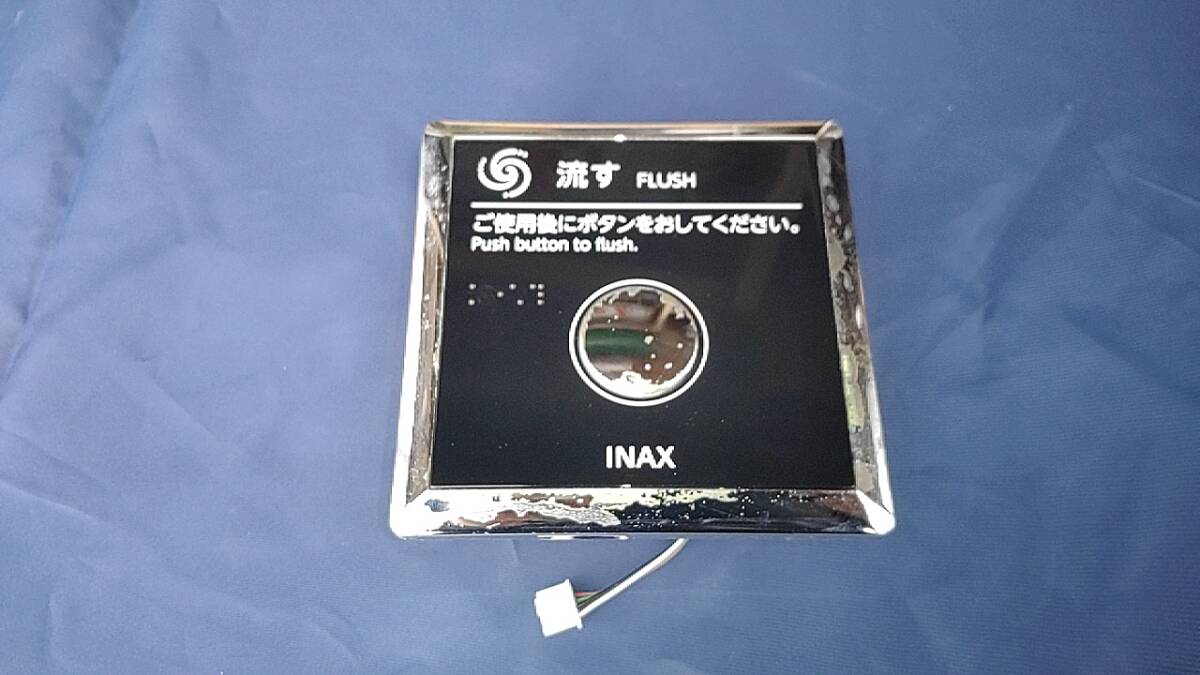 流す FLUSH
ご使用後にボタンをおしてください。
Push button to flush.
INAX